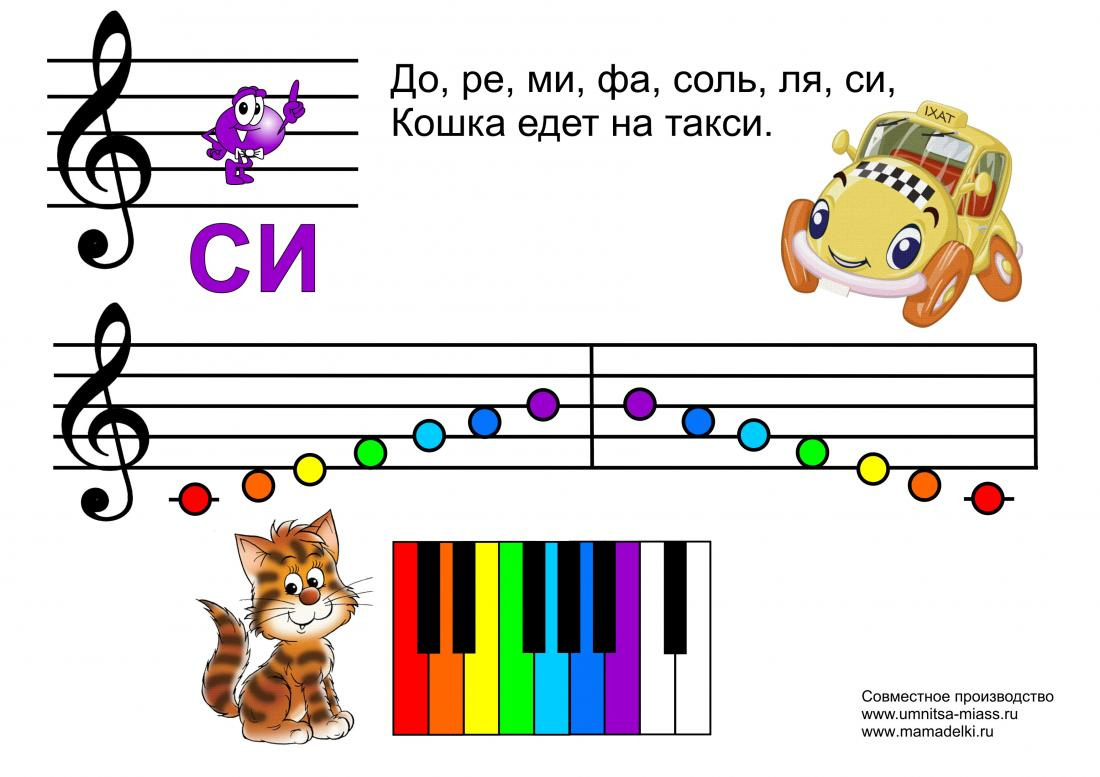 До, ре, ми, фа, соль, ля, си,
Кошка едет на такси.
IXAT
СИ
Совместное производство
www.umnitsa-miass.ru
www.mamadelki.ru